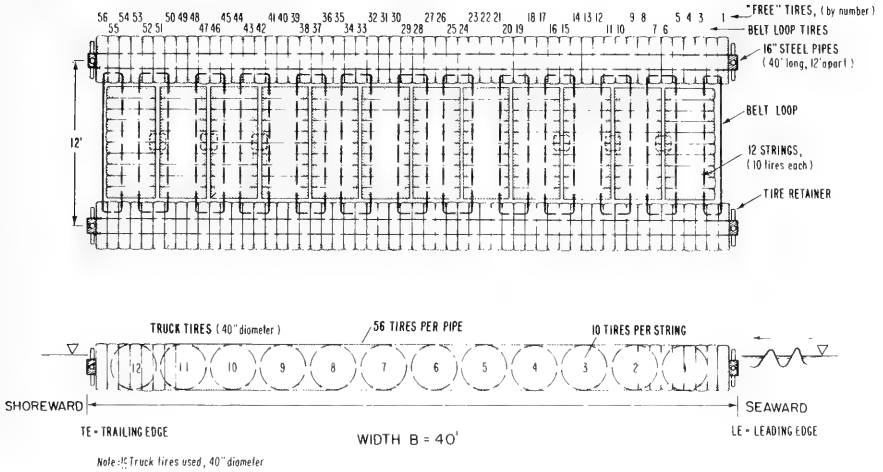 56 54 53 50 49 48 45 44 41 40 39 36 35 32 31 30 27 26 23 22 21 18 17 14 13 12 9 8 5 4 3 1
"FREE" TIRES, (by number)
55 52 51 47 46 43 42 38 37 34 33 29 28 25 24 20 19 16 15 11 10 7 6 2
BELT LOOP TIRES
16" STEEL PIPES
(40' long, 12' apart)
BELT LOOP
12'
12 STRINGS,
(10 tires each)
TIRE RETAINER
TRUCK TIRES (40" diameter)
56 TIRES PER PIPE
10 TIRES PER STRING
12 11 10 9 8 7 6 5 4 3 2 1
SHOREWARD
SEAWARD
TE = TRAILING EDGE
WIDTH B = 40'
LE = LEADING EDGE
Note: Truck tires used, 40" diameter